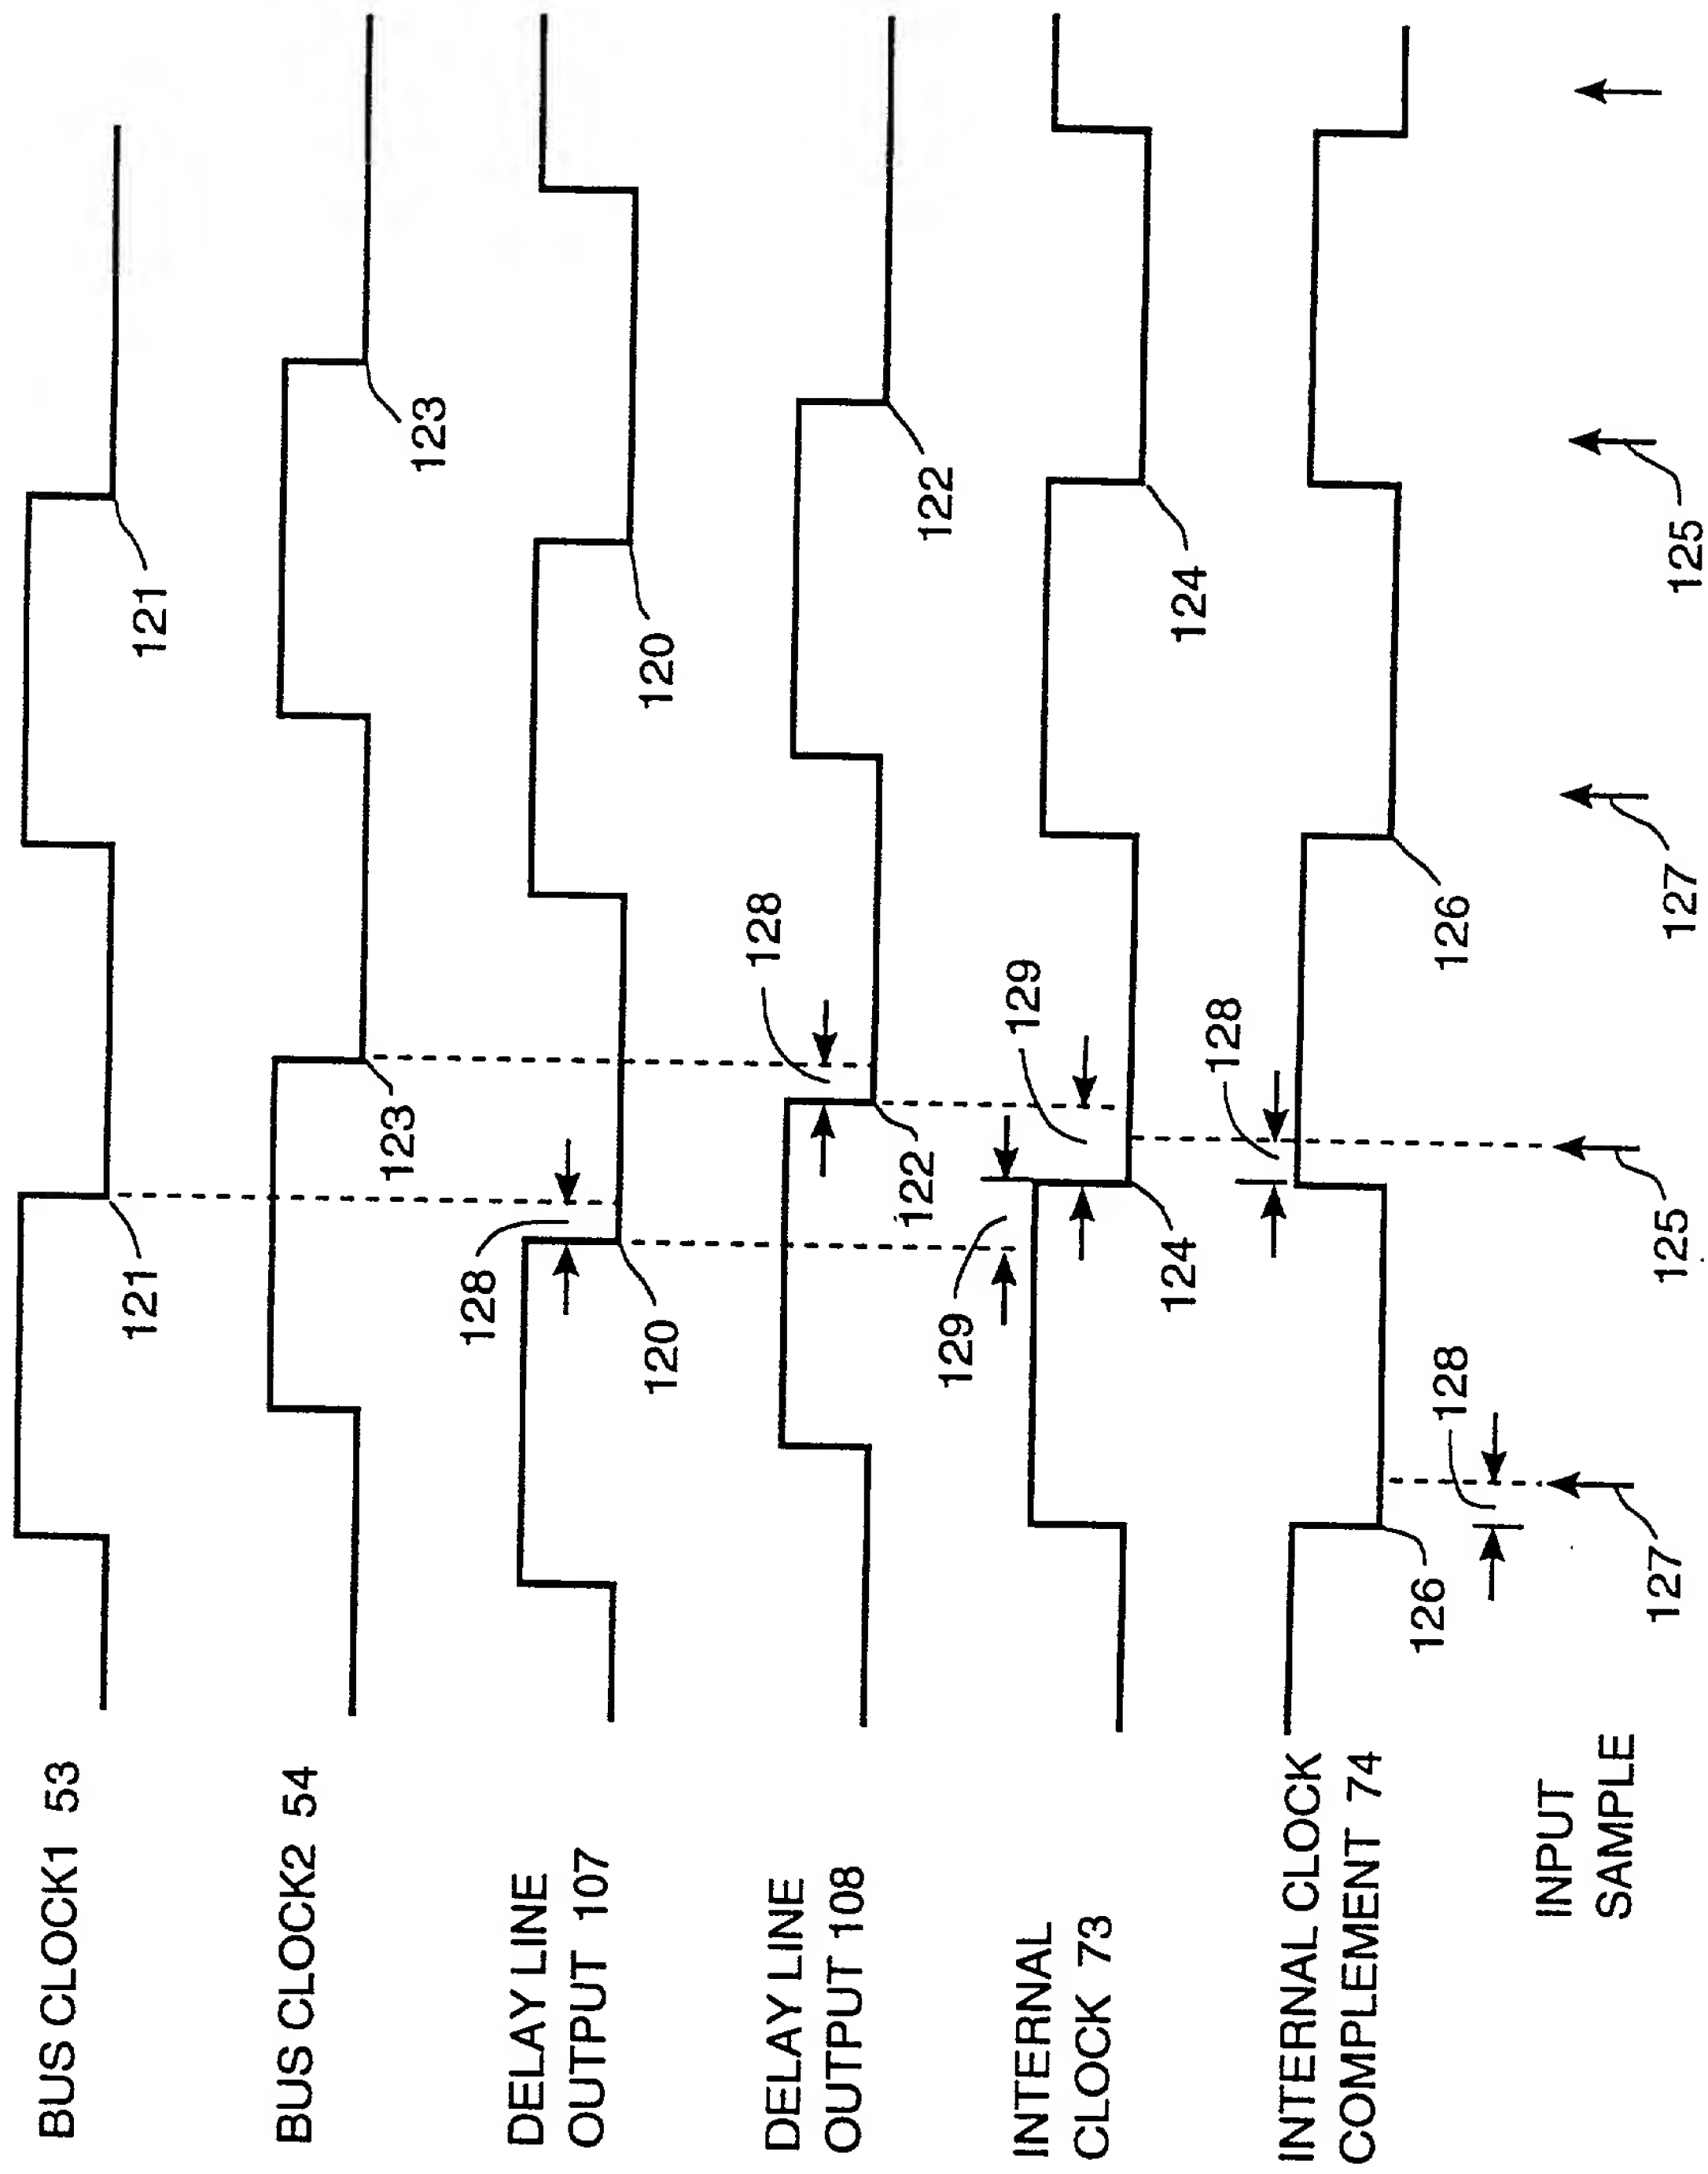 BUS CLOCK1 53
121
121
BUS CLOCK2 54
123
123
DELAY LINE
OUTPUT 107
128
120
120
DELAY LINE
OUTPUT 108
128
122
122
INTERNAL
CLOCK 73
129
129
124
124
INTERNAL CLOCK
COMPLEMENT 74
128
126
126
128
INPUT
SAMPLE
127
125
127
125